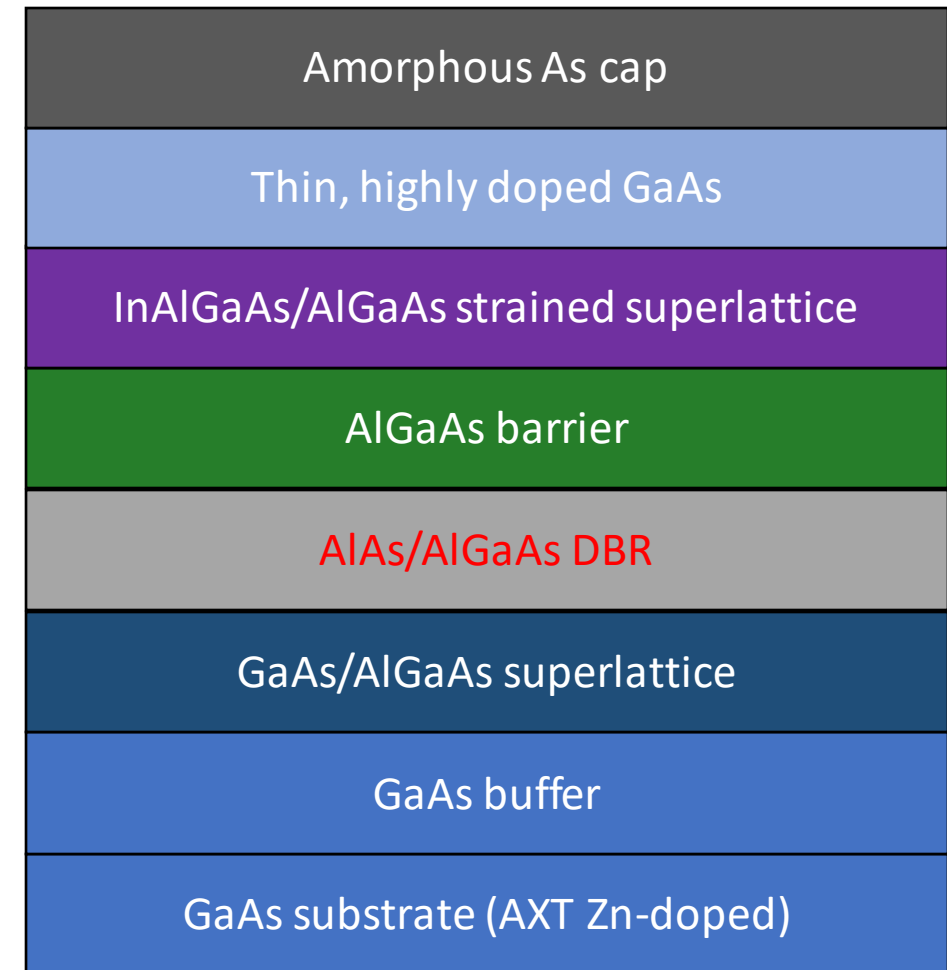 Amorphous As cap
Thin, highly doped GaAs
InAlGaAs/AlGaAs strained superlattice
AlGaAs barrier
AlAs/AlGaAs DBR
GaAs/AlGaAs superlattice
GaAs buffer
GaAs substrate (AXT Zn-doped)